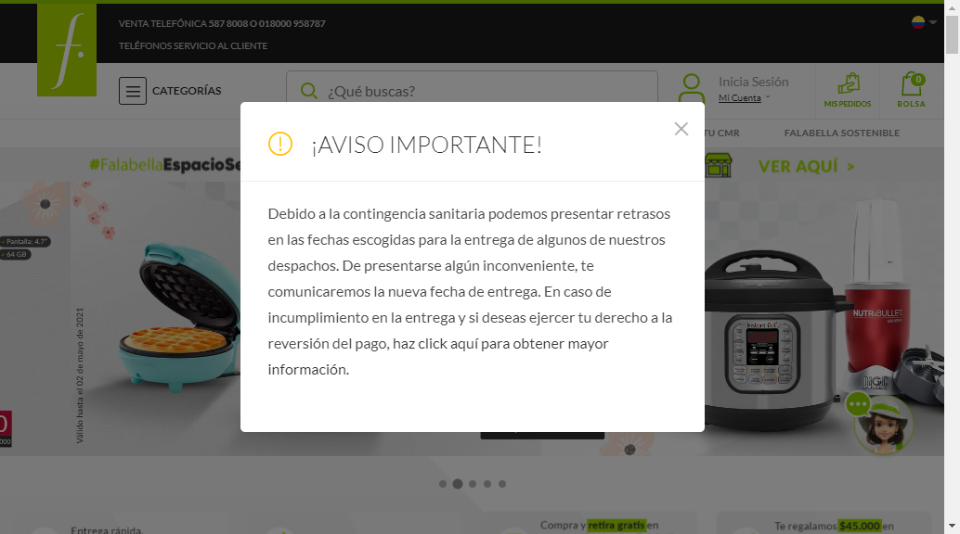 VENTA TELEFÓNICA 587 8008 O 018000 958787
TELÉFONOS SERVICIO AL CLIENTE
f.
CATEGORÍAS
¿Qué buscas?
Inicia Sesión
Mi Cuenta
MIS PEDIDOS
0
BOLSA
TU CMR
FALABELLA SOSTENIBLE
#FalabellaEspacioSe
VER AQUÍ >
¡AVISO IMPORTANTE!
Debido a la contingencia sanitaria podemos presentar retrasos
en las fechas escogidas para la entrega de algunos de nuestros
despachos. De presentarse algún inconveniente, te
comunicaremos la nueva fecha de entrega. En caso de
incumplimiento en la entrega y si deseas ejercer tu derecho a la
reversión del pago, haz click aquí para obtener mayor
información.
- Pantalla: 4.7"
- 64 GB
Válido hasta el 02 de mayo de 2021
0
000
Instant Pot
NUTRIBULLET
Entrega rápida,
Compra y retira gratis en
Te regalamos $45.000 en